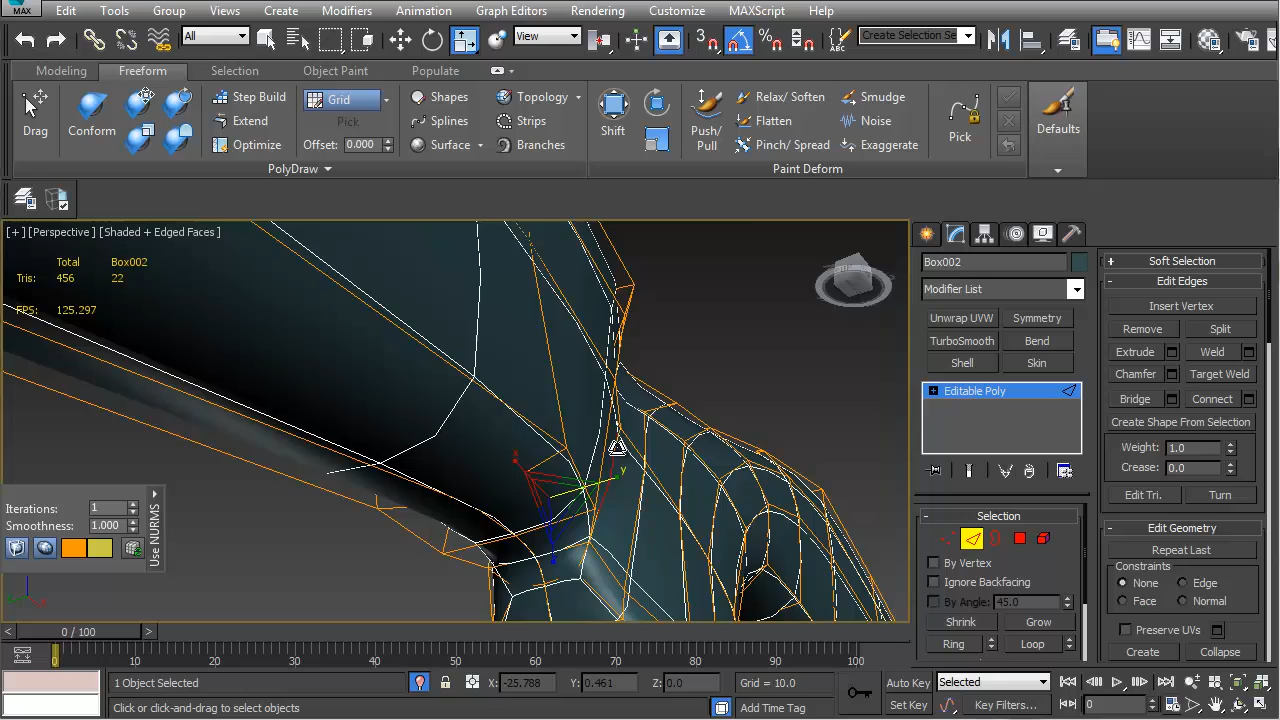 MAX
Edit Tools Group Views Create Modifiers Animation Graph Editors Rendering Customize MAXScript Help
All
View
3
%
ABC
Create Selection Se
Modeling Freeform Selection Object Paint Populate
Drag
Conform
Step Build
Extend
Optimize
Grid
Pick
Offset: 0.000
Shapes
Splines
Surface
Topology
Strips
Branches
Shift
Push/
Pull
Relax/ Soften
Flatten
Pinch/ Spread
Smudge
Noise
Exaggerate
Pick
Defaults
PolyDraw
Paint Deform
[+][Perspective][Shaded + Edged Faces]
Total Box002
Tris: 456 22
FPS: 125.297
x
y
Iterations: 1
Smoothness: 1.000
Use NURMS
Box002
Modifier List
Unwrap UVW Symmetry
TurboSmooth Bend
Shell Skin
Editable Poly
Selection
By Vertex
Ignore Backfacing
By Angle: 45.0
Shrink Grow
Ring Loop
Soft Selection
Edit Edges
Insert Vertex
Remove Split
Extrude Weld
Chamfer Target Weld
Bridge Connect
Create Shape From Selection
Weight: 1.0
Crease: 0.0
Edit Tri. Turn
Edit Geometry
Repeat Last
Constraints
None Edge
Face Normal
Preserve UVs
Create Collapse
< 0 / 100 >
0 10 20 30 40 50 60 70 80 90 100
1 Object Selected X: -25.788 Y: 0.461 Z: 0.0 Grid = 10.0 Auto Key Selected
Click or click-and-drag to select objects Add Time Tag Set Key Key Filters... 0